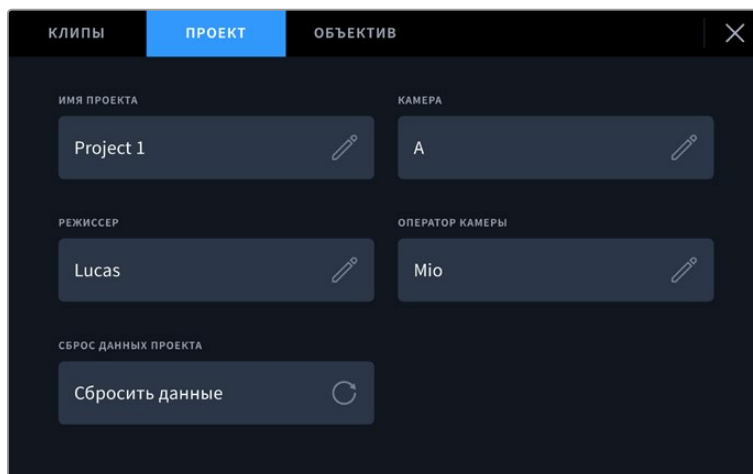 КЛИПЫ ПРОЕКТ ОБЪЕКТИВ
ИМЯ ПРОЕКТА КАМЕРА
Project 1 A
РЕЖИССЕР ОПЕРАТОР КАМЕРЫ
Lucas Mio
СБРОС ДАННЫХ ПРОЕКТА
Сбросить данные